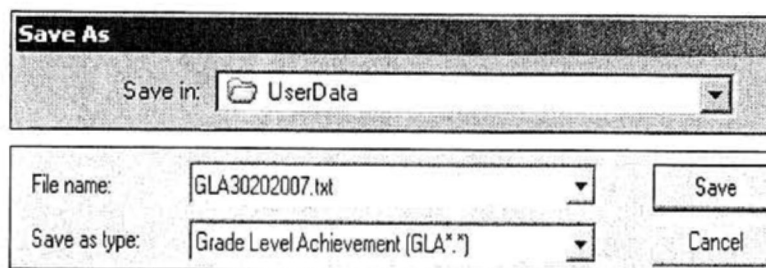 Save As
Save in: UserData
File name: GLA30202007.txt Save
Save as type: Grade Level Achievement (GLA*.*) Cancel